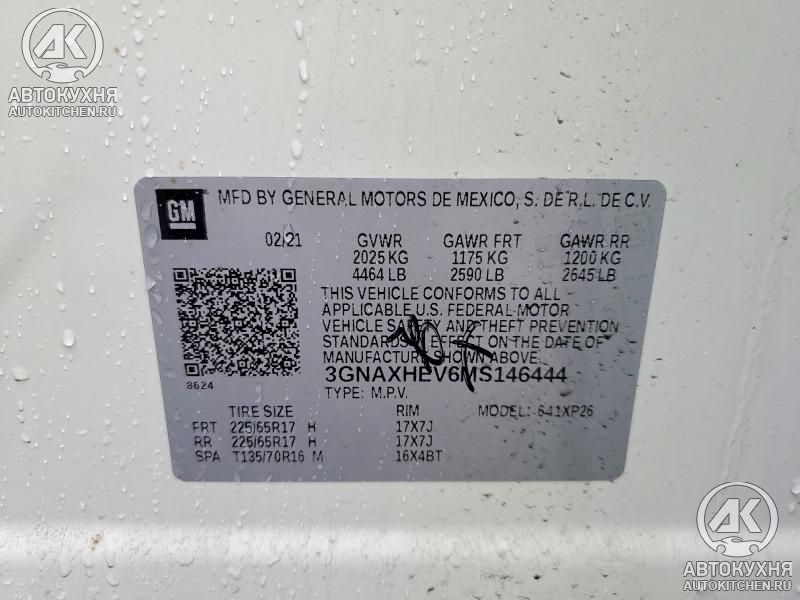 AK
АВТОКУХНЯ
AUTOKITCHEN.RU
GM
MFD BY GENERAL MOTORS DE MEXICO, S. DE R.L. DE C.V.
02/21 GVWR GAWR FRT GAWR RR
2025 KG 1175 KG 1200 KG
4464 LB 2590 LB 2645 LB
THIS VEHICLE CONFORMS TO ALL
APPLICABLE U.S. FEDERAL MOTOR
VEHICLE SAFETY AND THEFT PREVENTION
STANDARDS IN EFFECT ON THE DATE OF
MANUFACTURE SHOWN ABOVE.
8624
3GNAXHEV6MS146444
TYPE: M.P.V.
TIRE SIZE RIM MODEL: 641XP26
FRT 225/65R17 H 17X7J
RR 225/65R17 H 17X7J
SPA T135/70R16 M 16X4BT
AK
АВТОКУХНЯ
AUTOKITCHEN.RU